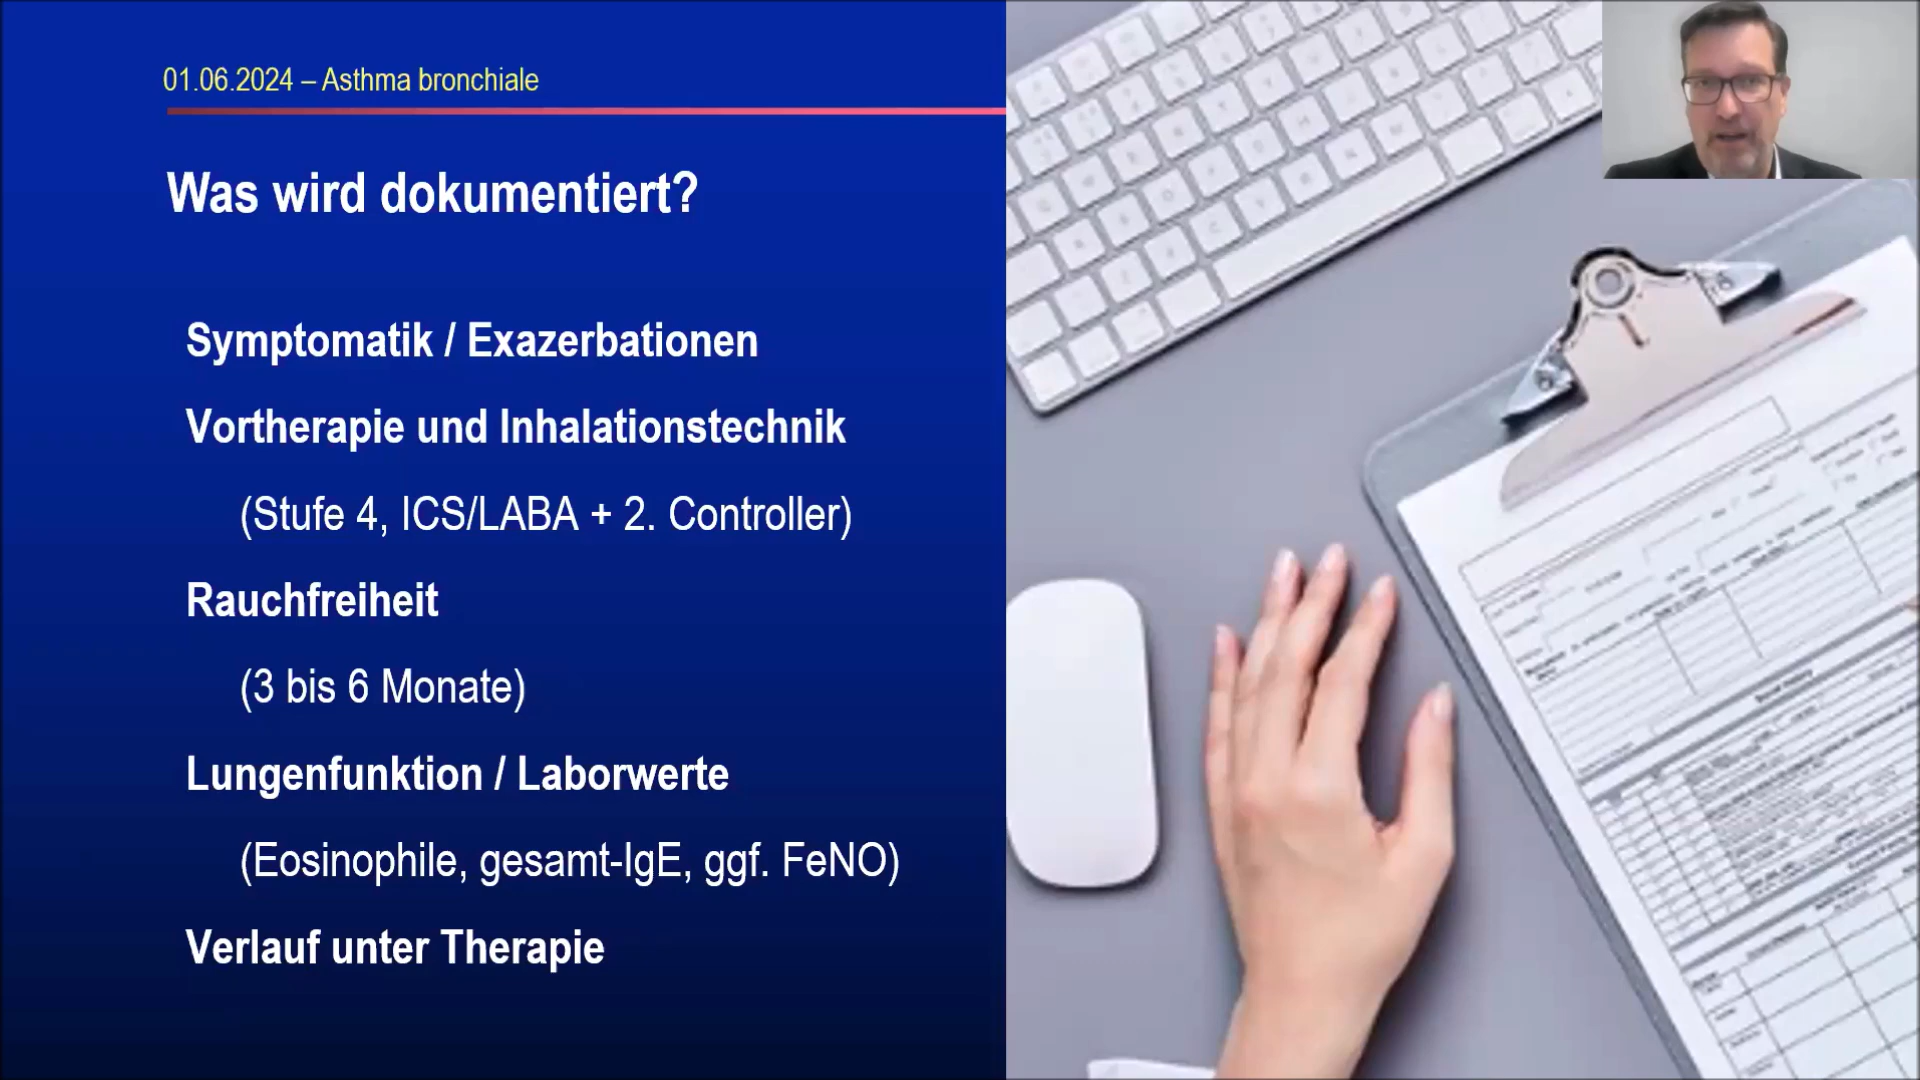 01.06.2024 – Asthma bronchiale
Was wird dokumentiert?
Symptomatik / Exazerbationen
Vortherapie und Inhalationstechnik
(Stufe 4, ICS/LABA + 2. Controller)
Rauchfreiheit
(3 bis 6 Monate)
Lungenfunktion / Laborwerte
(Eosinophile, gesamt-IgE, ggf. FeNO)
Verlauf unter Therapie